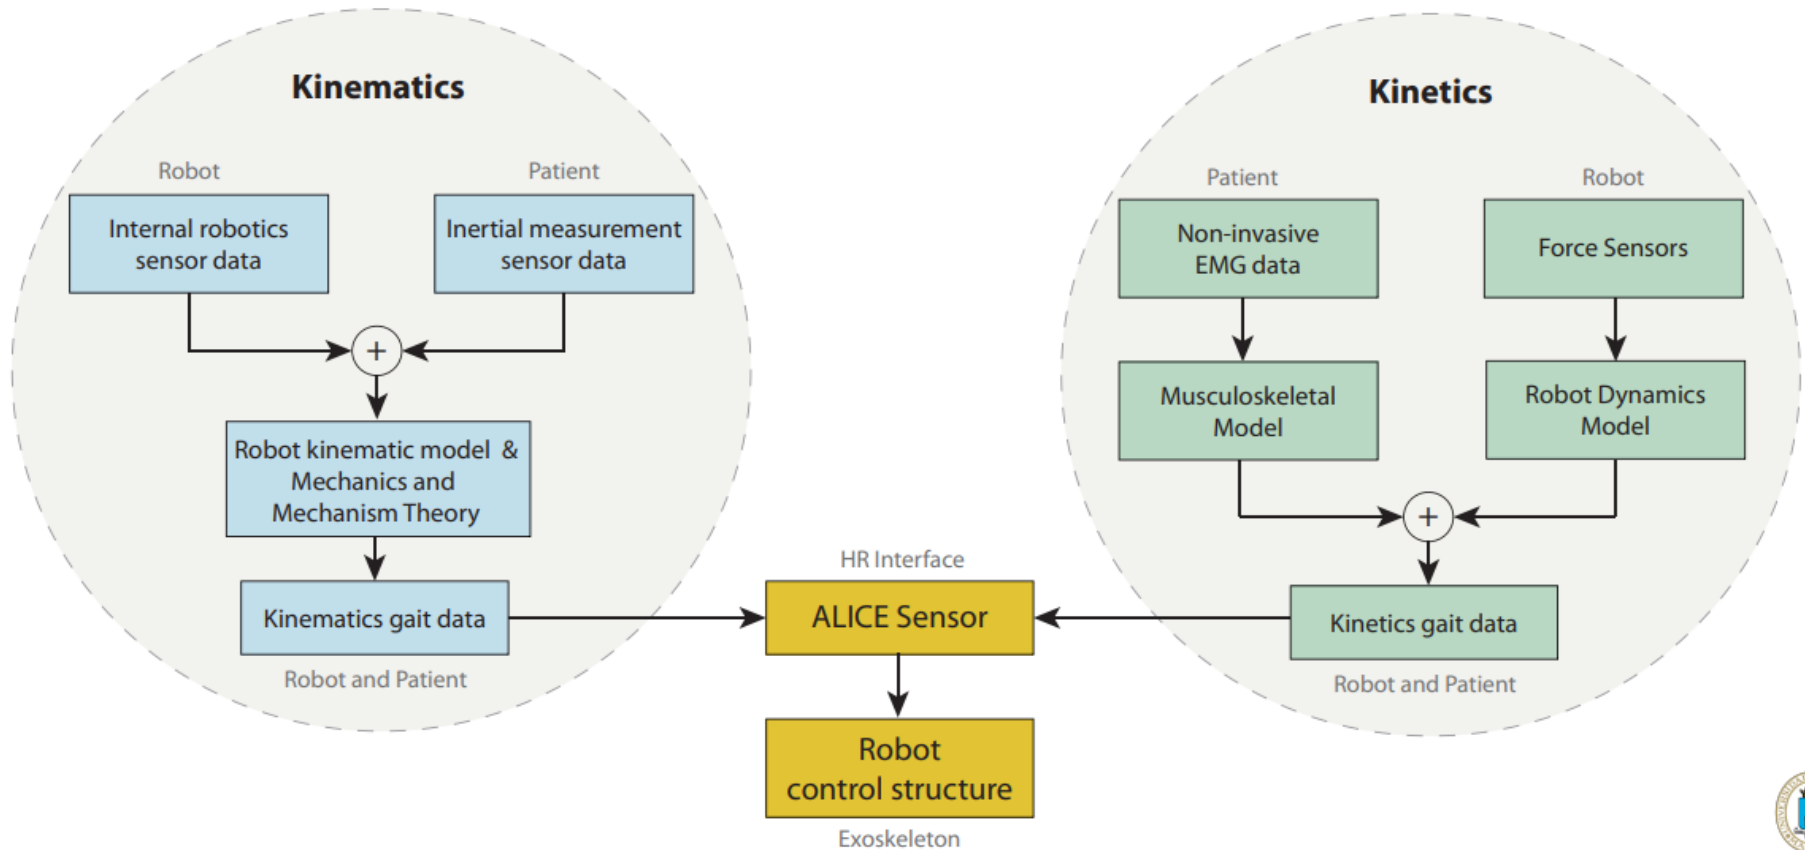 Kinematics
Robot
Patient
Internal robotics
sensor data
Inertial measurement
sensor data
+
Robot kinematic model &
Mechanics and
Mechanism Theory
Kinematics gait data
Robot and Patient
HR Interface
ALICE Sensor
Robot
control structure
Exoskeleton
Kinetics
Patient
Robot
Non-invasive
EMG data
Force Sensors
Musculoskeletal
Model
Robot Dynamics
Model
+
Kinetics gait data
Robot and Patient